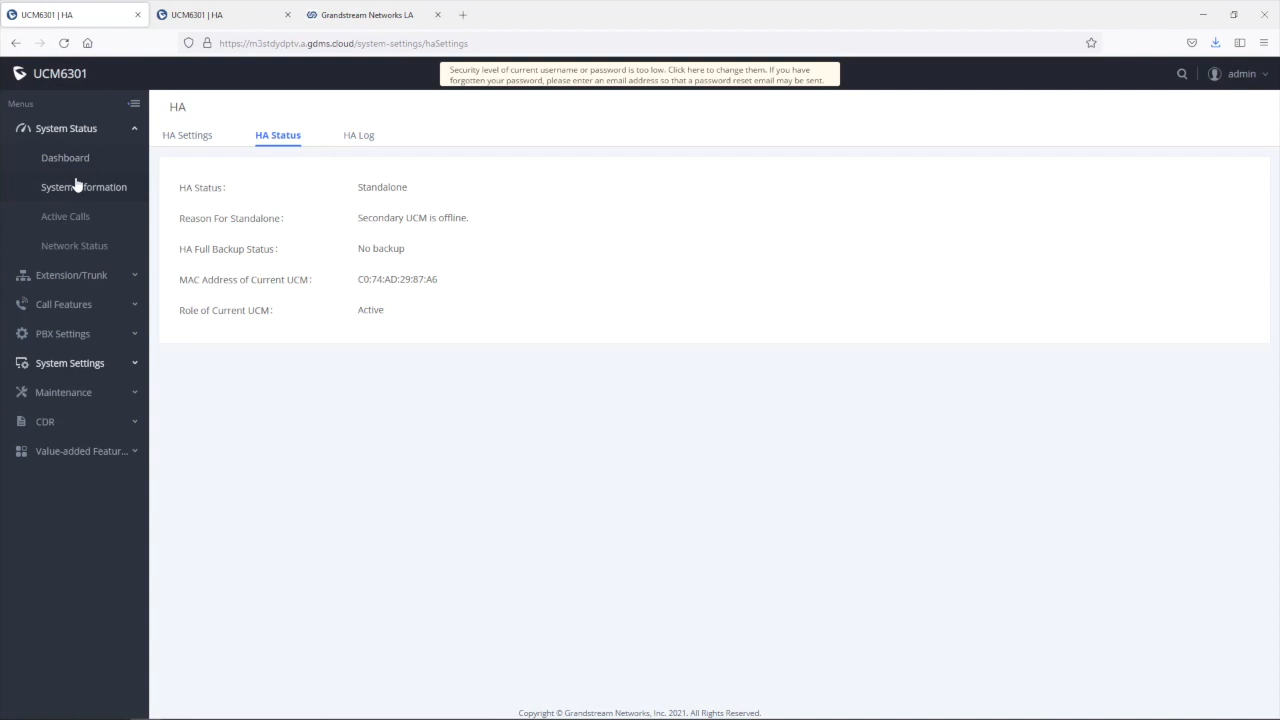 UCM6301 | HA
UCM6301 | HA
Grandstream Networks LA
https://m3stdydptv.a.gdms.cloud/system-settings/haSettings
UCM6301
Security level of current username or password is too low. Click here to change them. If you have
forgotten your password, please enter an email address so that a password reset email may be sent.
admin
Menus
System Status
Dashboard
System Information
Active Calls
Network Status
Extension/Trunk
Call Features
PBX Settings
System Settings
Maintenance
CDR
Value-added Featur...
HA
HA Settings
HA Status
HA Log
HA Status: Standalone
Reason For Standalone: Secondary UCM is offline.
HA Full Backup Status: No backup
MAC Address of Current UCM: C0:74:AD:29:87:A6
Role of Current UCM: Active
Copyright © Grandstream Networks, Inc. 2021. All Rights Reserved.